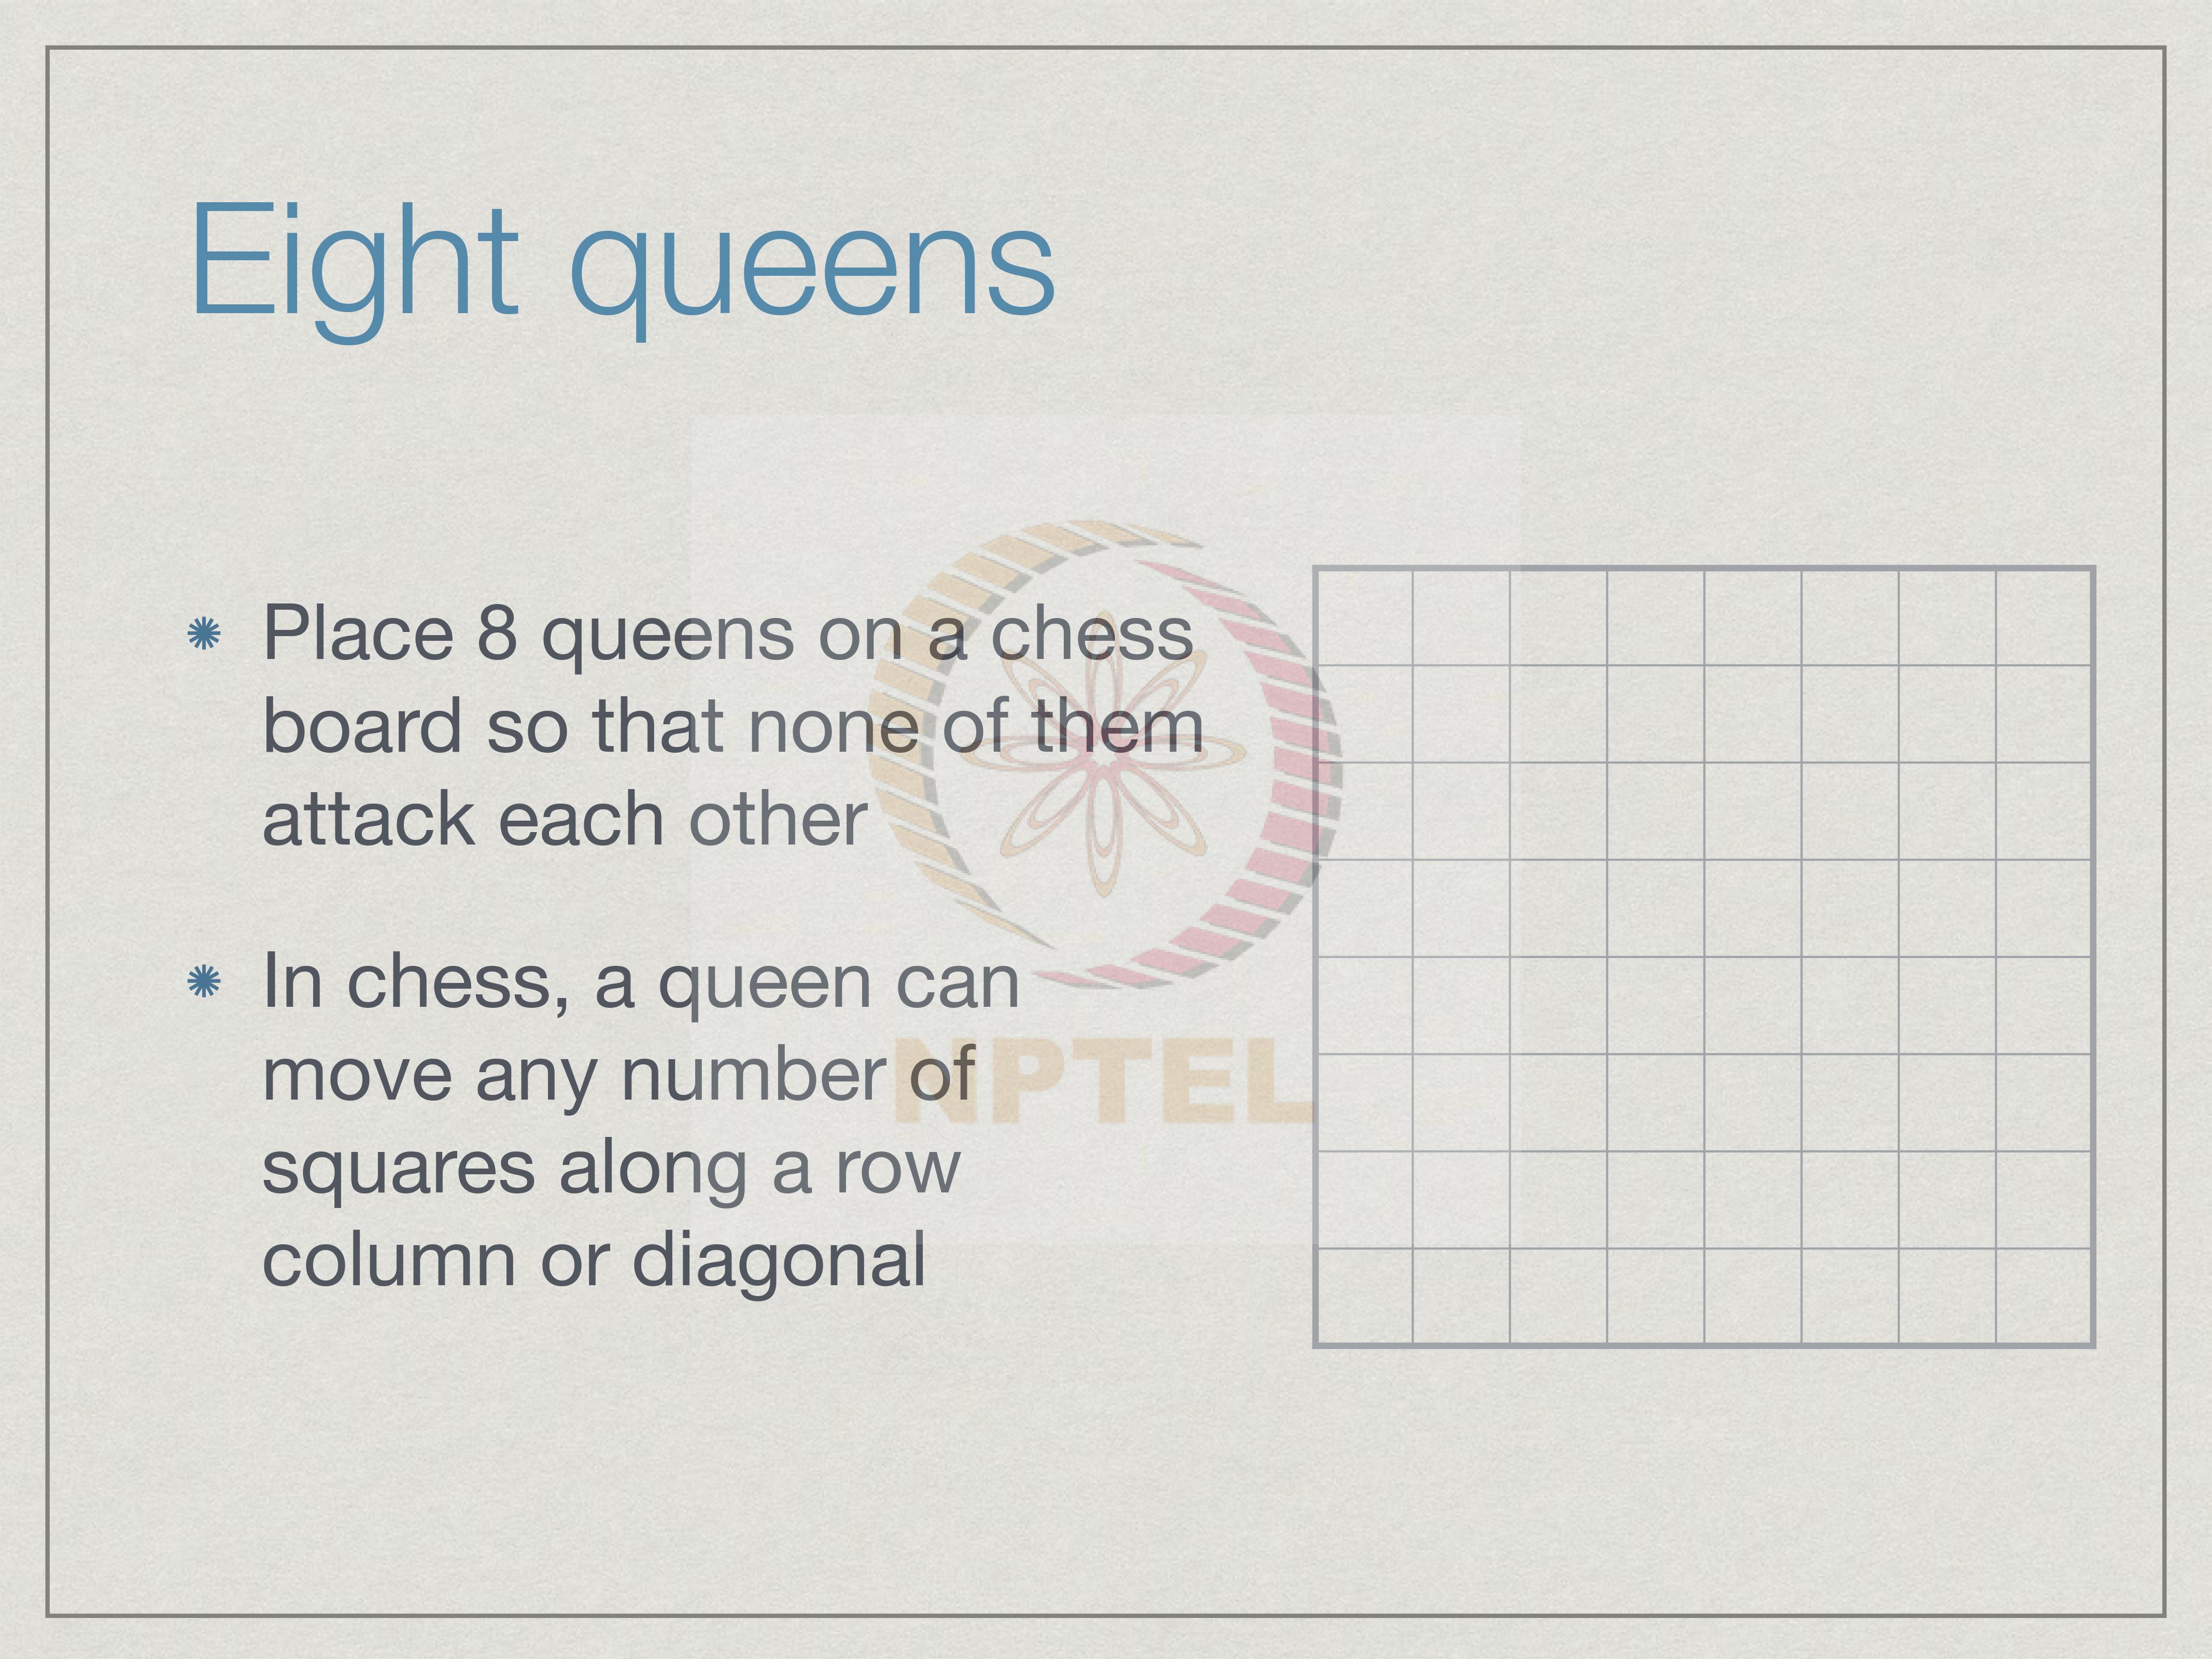 Eight queens
Place 8 queens on a chess
board so that none of them
attack each other
In chess, a queen can
move any number of
squares along a row
column or diagonal
NPTEL